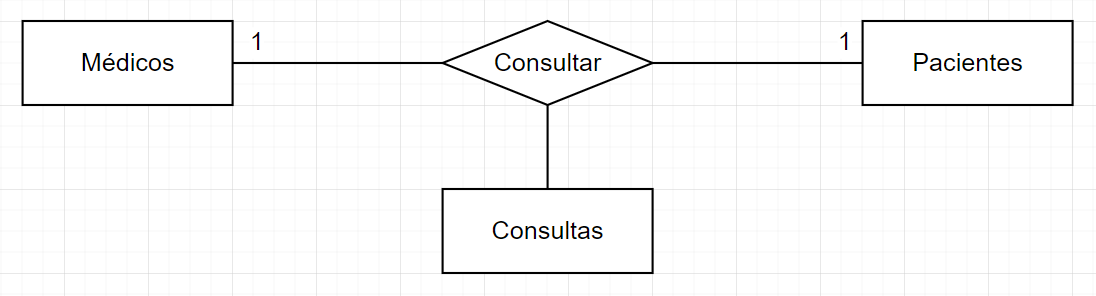 Médicos
1
Consultar
1
Pacientes
Consultas